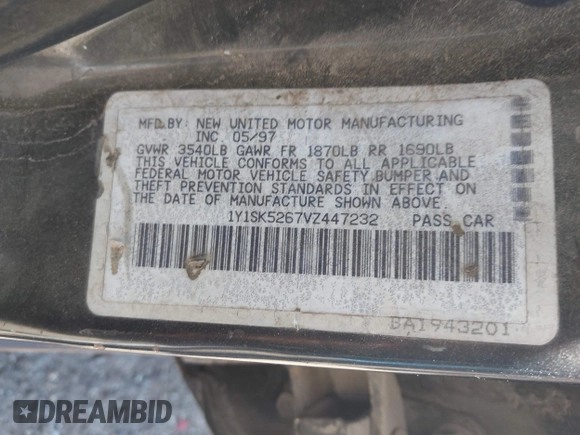 MFD.BY: NEW UNITED MOTOR MANUFACTURING
INC. 05/97
GVWR 3540LB GAWR FR 1870LB RR 1690LB
THIS VEHICLE CONFORMS TO ALL APPLICABLE
FEDERAL MOTOR VEHICLE SAFETY,BUMPER,AND
THEFT PREVENTION STANDARDS IN EFFECT ON
THE DATE OF MANUFACTURE SHOWN ABOVE.
1Y1SK5267VZ447232 PASS CAR
BA1943201
DREAMBID